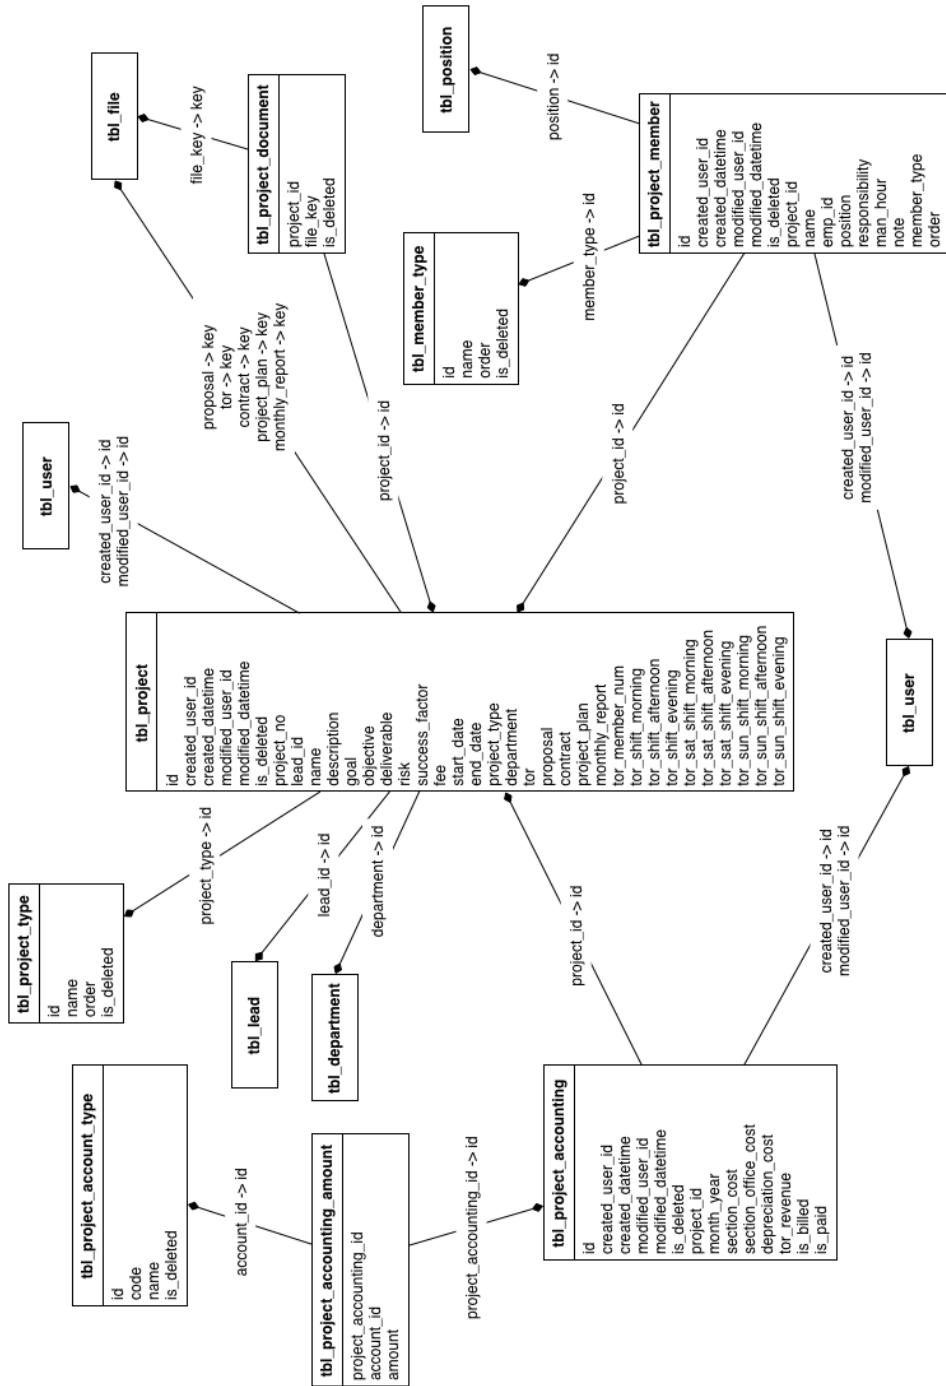 tbl_project_account_type
id
code
name
is_deleted
account_id -> id
tbl_project_accounting_amount
project_accounting_id
account_id
amount
project_accounting_id -> id
tbl_project_accounting
id
created_user_id
created_datetime
modified_user_id
modified_datetime
is_deleted
project_id
month_year
section_cost
section_office_cost
depreciation_cost
tor_revenue
is_billed
is_paid
tbl_project_type
id
name
order
is_deleted
project_type -> id
tbl_lead
lead_id -> id
tbl_department
department -> id
project_id -> id
created_user_id -> id
modified_user_id -> id
tbl_project
id
created_user_id
created_datetime
modified_user_id
modified_datetime
is_deleted
project_no
lead_id
name
description
goal
objective
deliverable
risk
success_factor
fee
start_date
end_date
project_type
department
tor
proposal
contract
project_plan
monthly_report
tor_member_num
tor_shift_morning
tor_shift_afternoon
tor_shift_evening
tor_sat_shift_morning
tor_sat_shift_afternoon
tor_sat_shift_evening
tor_sun_shift_morning
tor_sun_shift_afternoon
tor_sun_shift_evening
tbl_user
tbl_user
created_user_id -> id
modified_user_id -> id
proposal -> key
tor -> key
contract -> key
project_plan -> key
monthly_report -> key
project_id -> id
project_id -> id
created_user_id -> id
modified_user_id -> id
tbl_file
file_key -> key
tbl_project_document
project_id
file_key
is_deleted
tbl_member_type
id
name
order
is_deleted
member_type -> id
tbl_position
position -> id
tbl_project_member
id
created_user_id
created_datetime
modified_user_id
modified_datetime
is_deleted
project_id
name
emp_id
position
responsibility
man_hour
note
member_type
order